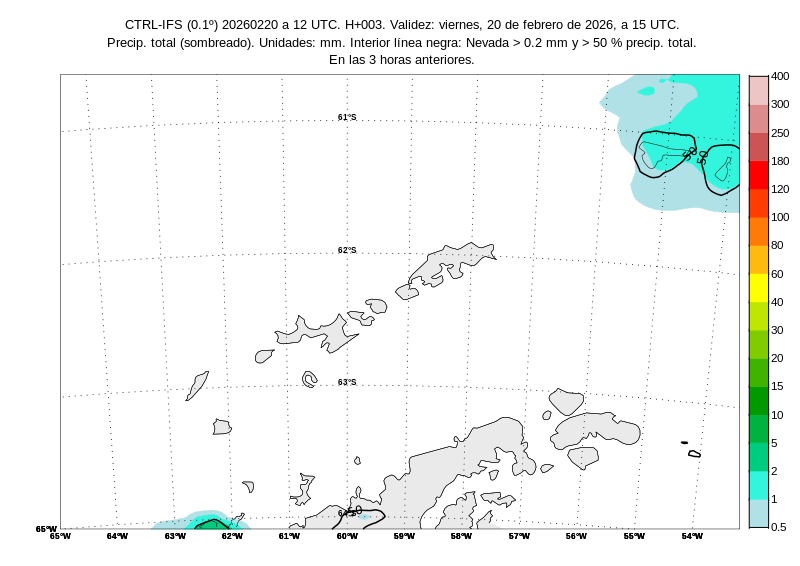 CTRL-IFS (0.1º) 20260220 a 12 UTC. H+003. Validez: viernes, 20 de febrero de 2026, a 15 UTC.
Precip. total (sombreado). Unidades: mm. Interior línea negra: Nevada > 0.2 mm y > 50 % precip. total.
En las 3 horas anteriores.
400
300
250
180
120
100
80
60
40
30
20
15
10
5
2
1
0.5
61°S
62°S
63°S
50
65°W
65°W 64°W 63°W 62°W 61°W 60°W 59°W 58°W 57°W 56°W 55°W 54°W